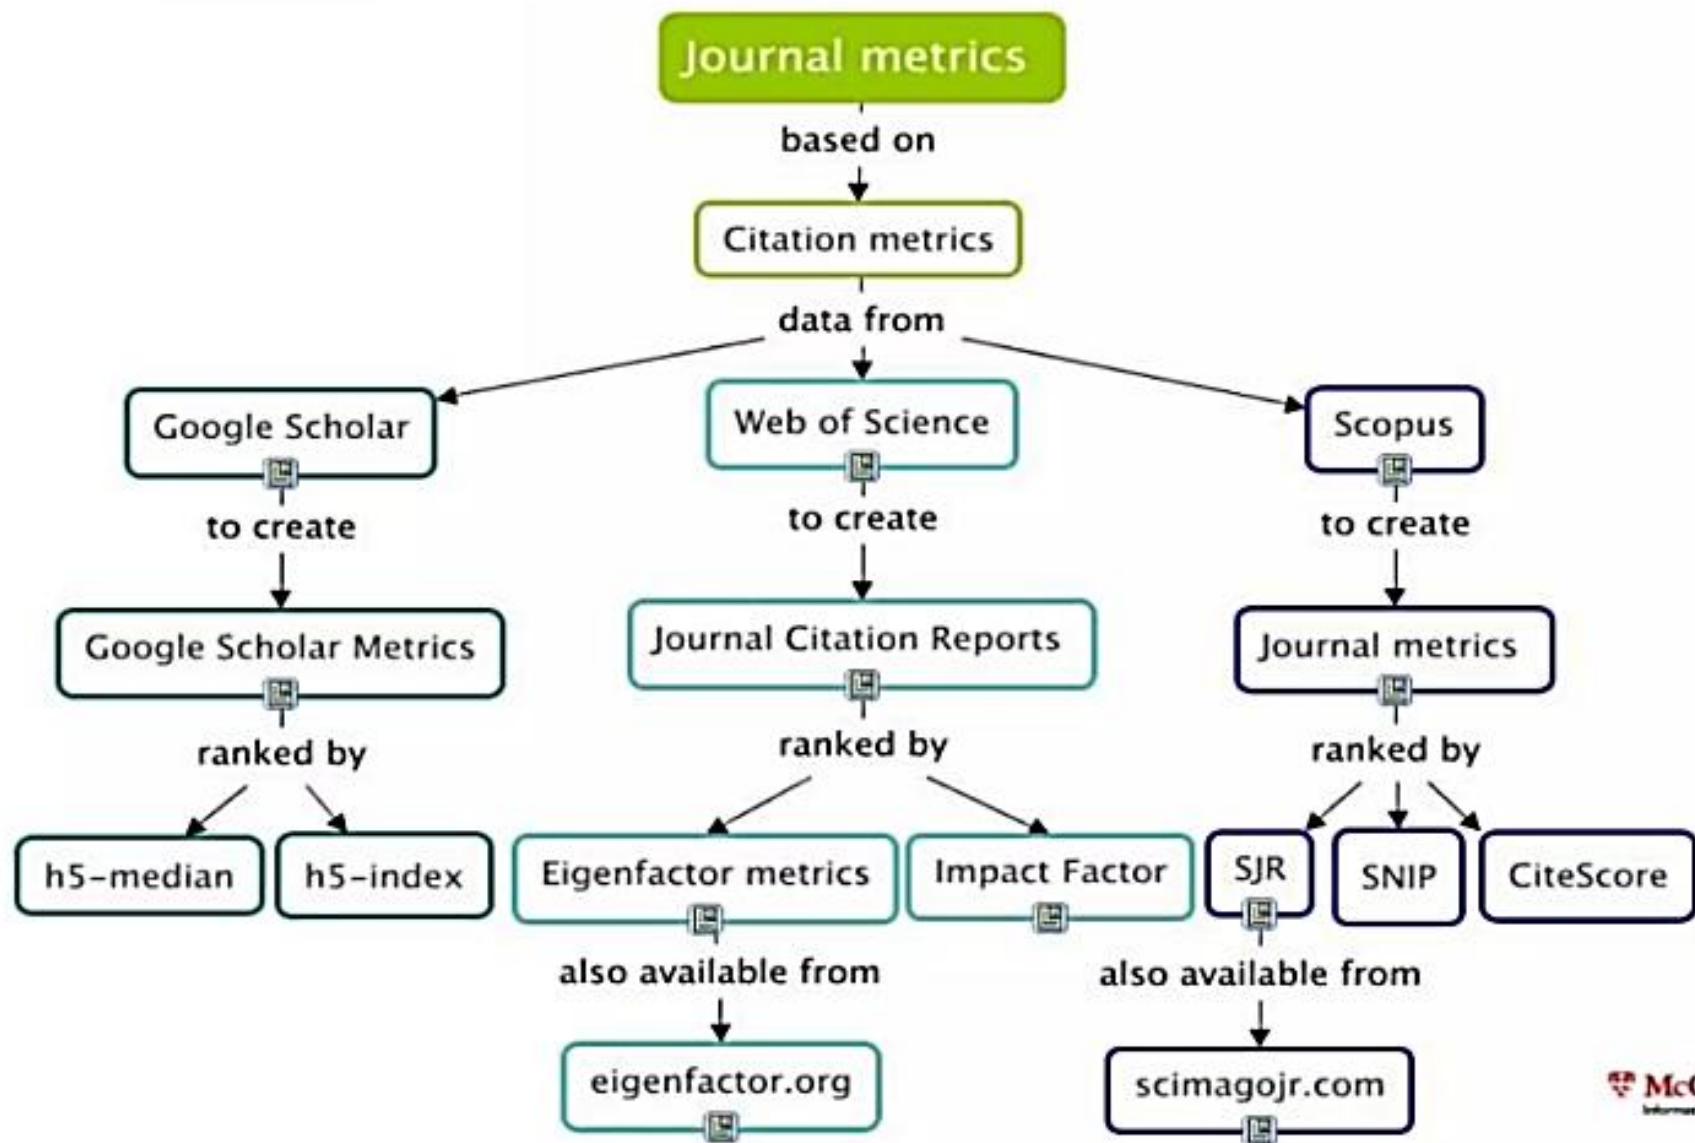 Journal metrics
based on
Citation metrics
data from
Google Scholar
Web of Science
Scopus
to create
to create
to create
Google Scholar Metrics
Journal Citation Reports
Journal metrics
ranked by
ranked by
ranked by
h5-median
h5-index
Eigenfactor metrics
Impact Factor
SJR
SNIP
CiteScore
also available from
also available from
eigenfactor.org
scimagojr.com